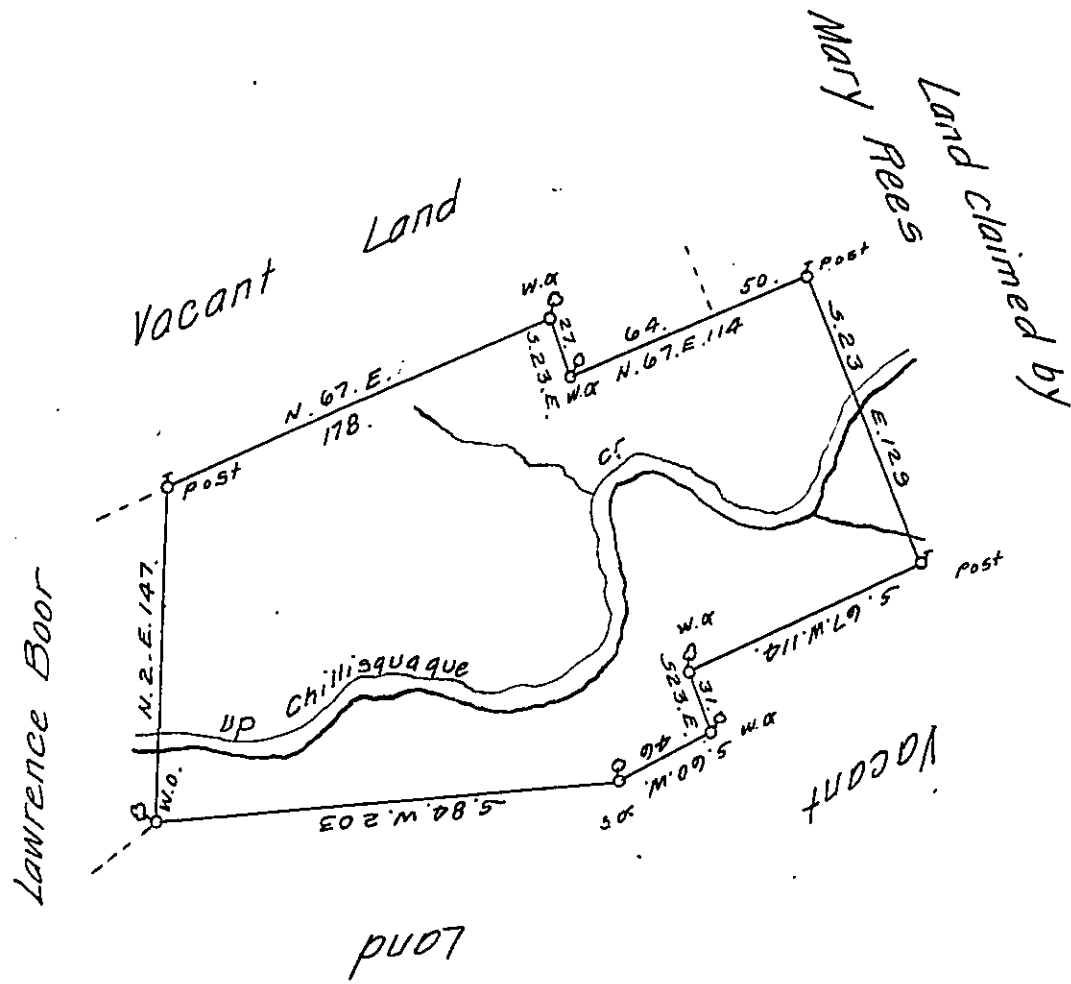 Land claimed by
Mary Rees
Vacant Land
W.a
27.
S.23.E.
W.a
64.
50.
N.67.E.114
Post
S.23
E.129
N.67.E.
178.
Post
Cr
Post
S.67.W.114.
W.a
31.
S23.E.
N.2.E.147.
Lawrence Boor
UP Chillisquaque
W.O.
S.84.W.203
46
S.60.W.
Vacant
Land